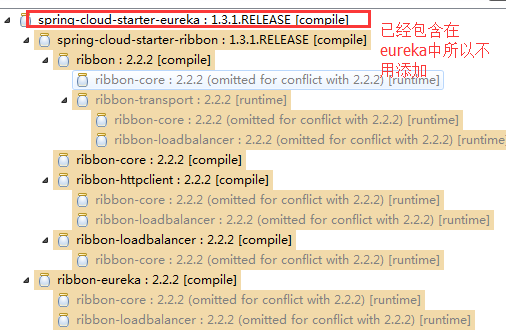 spring-cloud-starter-eureka : 1.3.1.RELEASE [compile]
已经包含在
eureka中所以不
用添加
spring-cloud-starter-ribbon : 1.3.1.RELEASE [compile]
ribbon : 2.2.2 [compile]
ribbon-core : 2.2.2 (omitted for conflict with 2.2.2) [runtime]
ribbon-transport : 2.2.2 [runtime]
ribbon-core : 2.2.2 (omitted for conflict with 2.2.2) [runtime]
ribbon-loadbalancer : 2.2.2 (omitted for conflict with 2.2.2) [runtime]
ribbon-core : 2.2.2 [compile]
ribbon-httpclient : 2.2.2 [compile]
ribbon-core : 2.2.2 (omitted for conflict with 2.2.2) [runtime]
ribbon-loadbalancer : 2.2.2 (omitted for conflict with 2.2.2) [runtime]
ribbon-loadbalancer : 2.2.2 [compile]
ribbon-core : 2.2.2 (omitted for conflict with 2.2.2) [runtime]
ribbon-eureka : 2.2.2 [compile]
ribbon-core : 2.2.2 (omitted for conflict with 2.2.2) [runtime]
ribbon-loadbalancer : 2.2.2 (omitted for conflict with 2.2.2) [runtime]